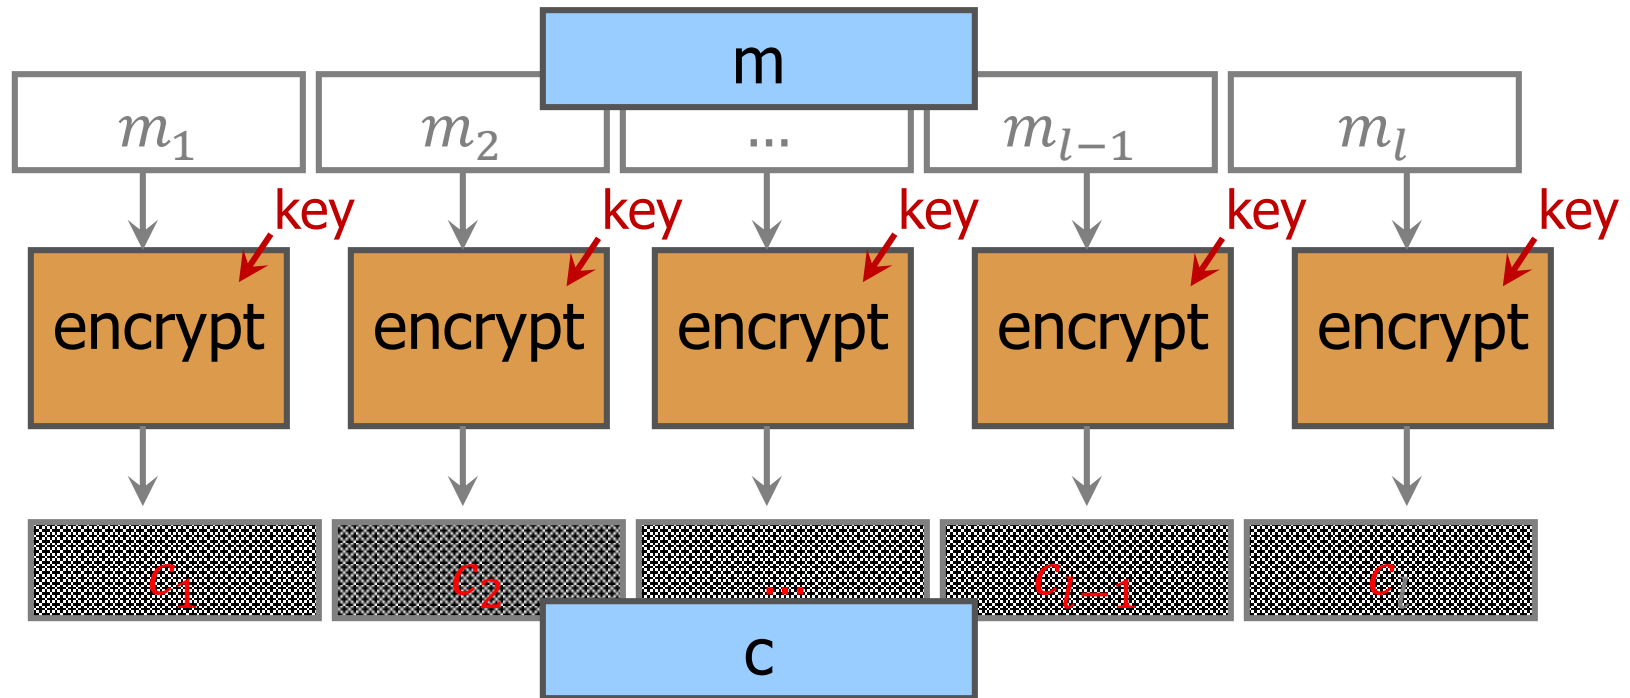 m
m₁ m₂ ... mₗ₋₁ mₗ
key key key key key
encrypt encrypt encrypt encrypt encrypt
c₁ c₂ ... cₗ₋₁ cₗ
c